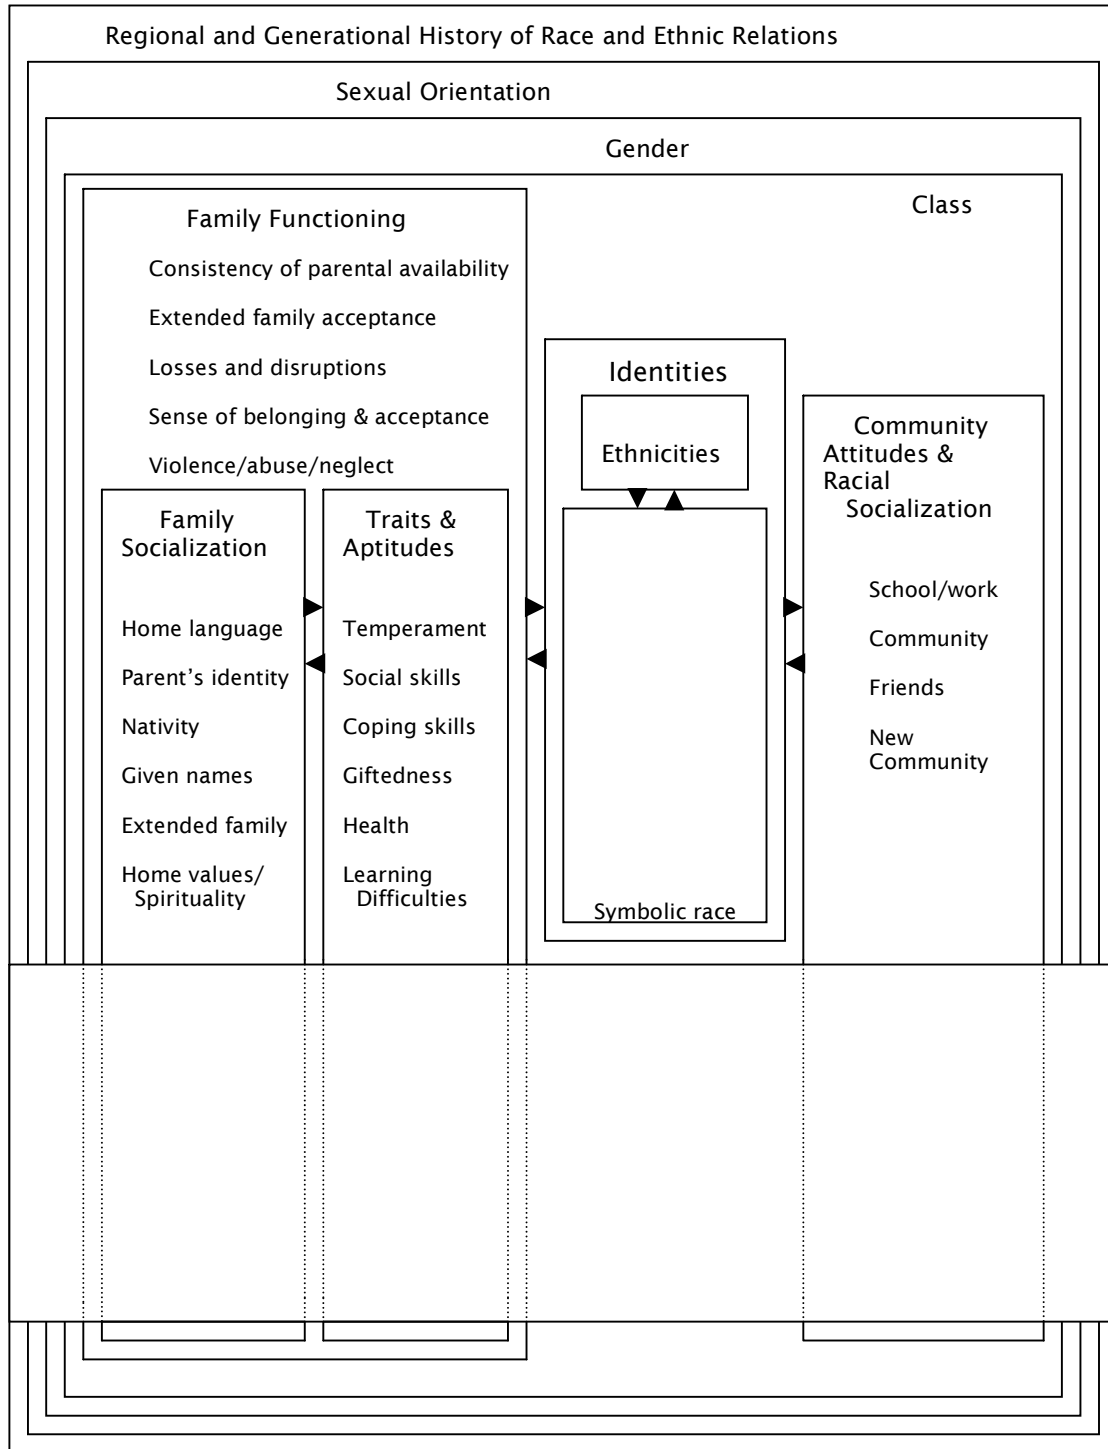 Regional and Generational History of Race and Ethnic Relations
Sexual Orientation
Gender
Class
Family Functioning
Consistency of parental availability
Extended family acceptance
Losses and disruptions
Sense of belonging & acceptance
Violence/abuse/neglect
Family
Socialization
Home language
Parent’s identity
Nativity
Given names
Extended family
Home values/
Spirituality
Traits &
Aptitudes
Temperament
Social skills
Coping skills
Giftedness
Health
Learning
Difficulties
Identities
Ethnicities
Symbolic race
Community
Attitudes &
Racial
Socialization
School/work
Community
Friends
New
Community